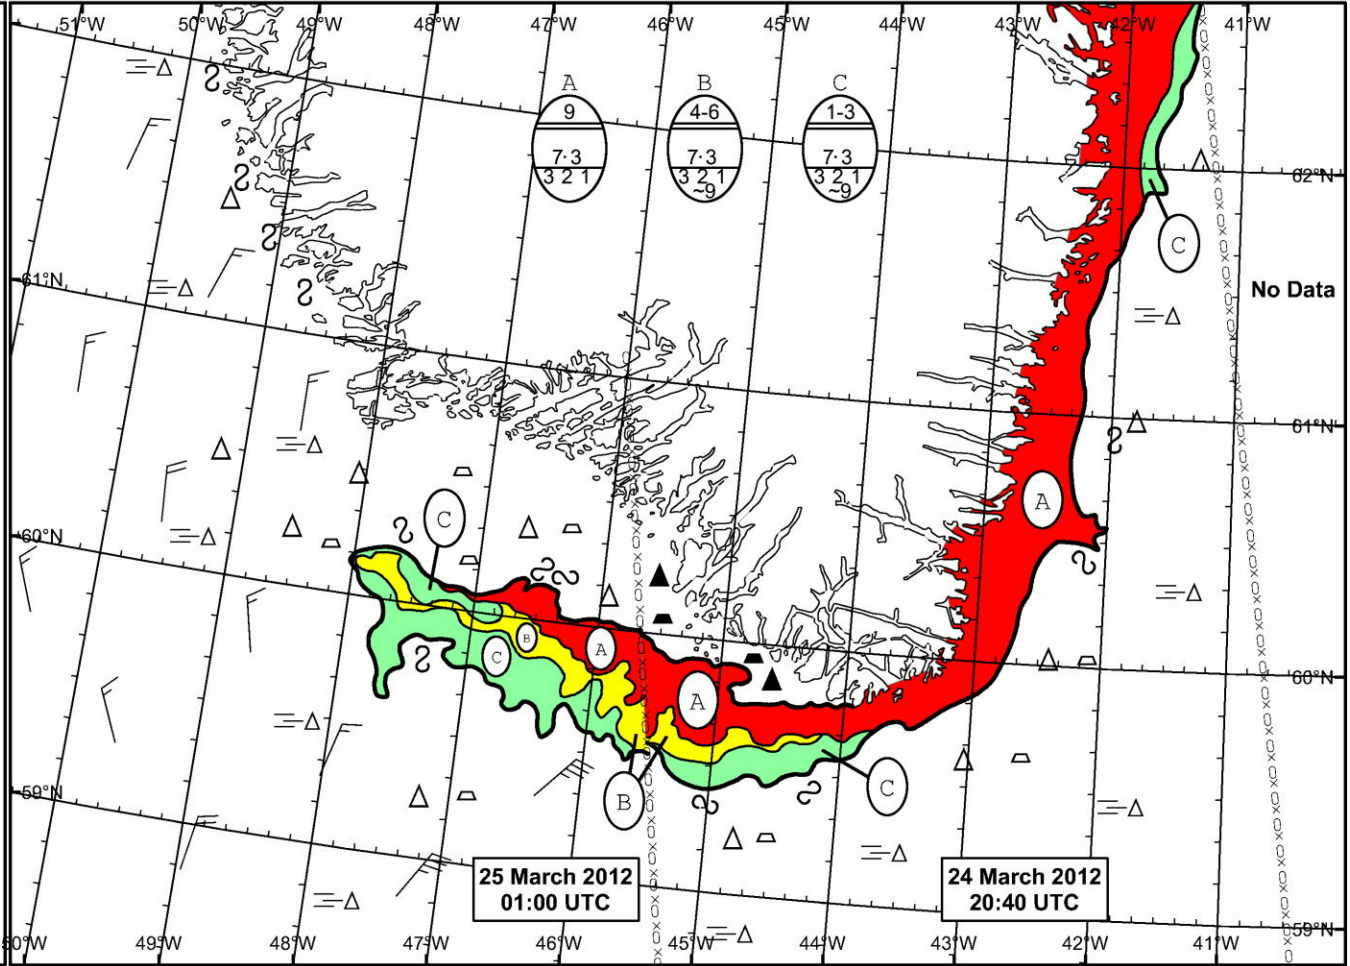 51°W 50°W 49°W 48°W 47°W 46°W 45°W 44°W 43°W 42°W 41°W
A B C
9 4-6 1-3
7·3 7·3 7·3
3 2 1 3 2 1 3 2 1
~9 ~9
62°N
C
No Data
61°N
61°N
A
C
60°N
B
C
A
60°N
A
C
B
59°N
25 March 2012
01:00 UTC
24 March 2012
20:40 UTC
59°N
50°W 49°W 48°W 47°W 46°W 45°W 44°W 43°W 42°W 41°W